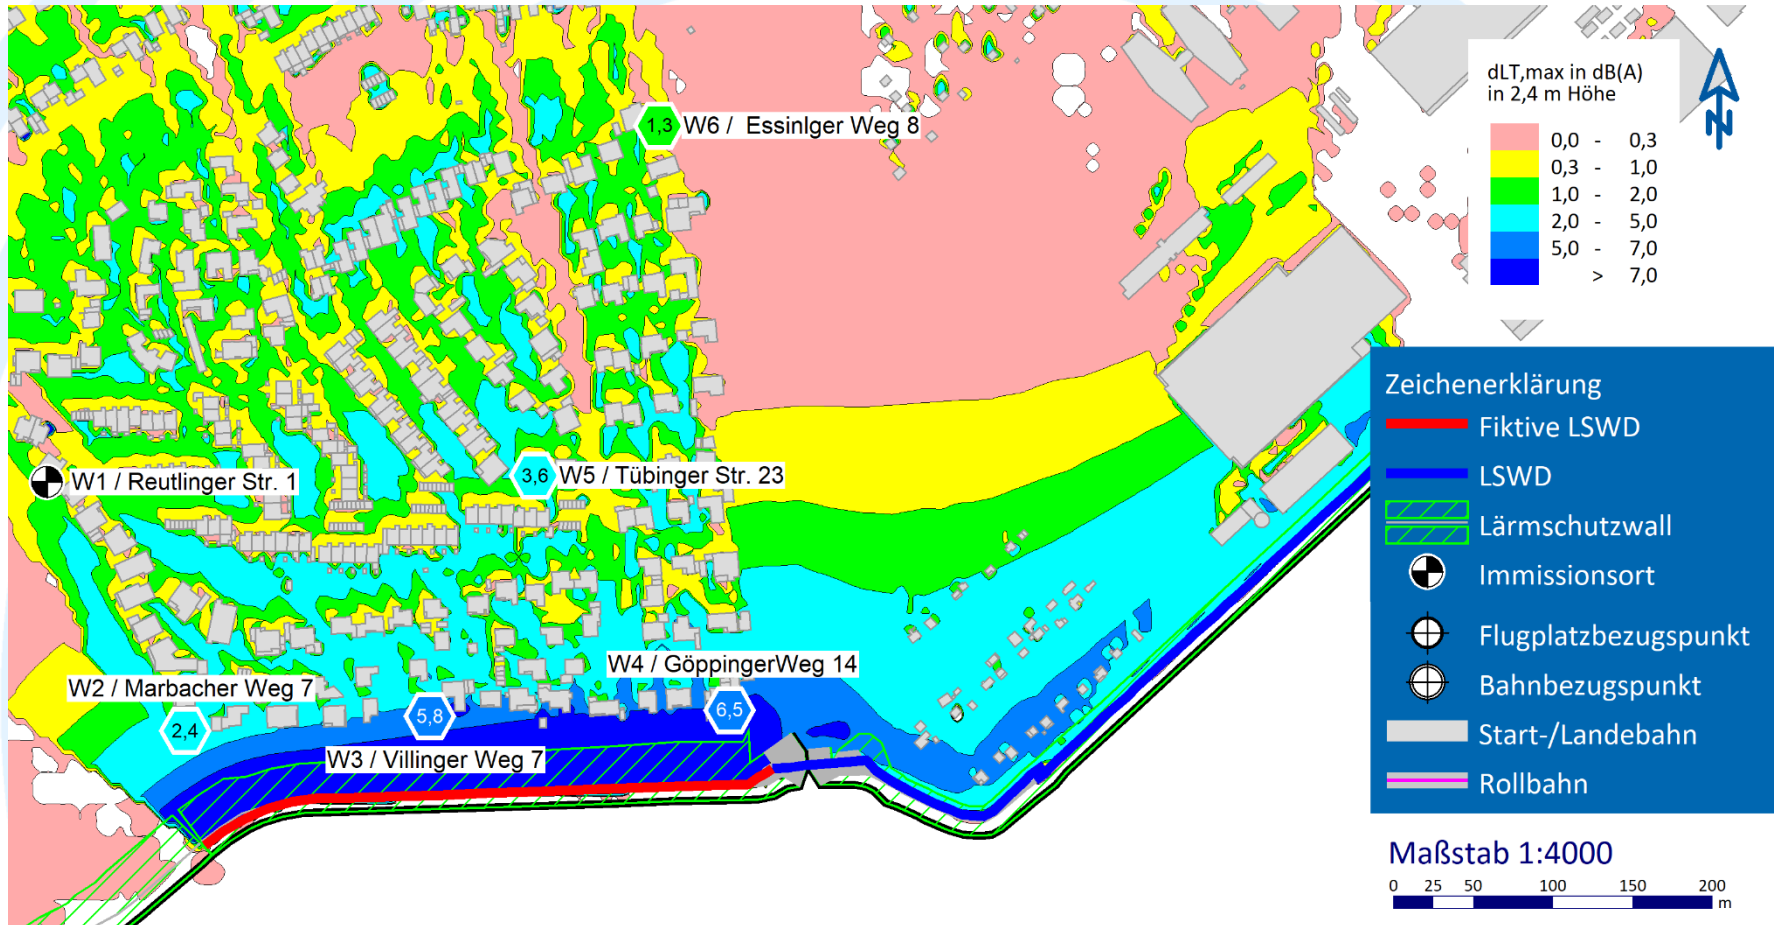 dLT,max in dB(A)
in 2,4 m Höhe
0,0 - 0,3
0,3 - 1,0
1,0 - 2,0
2,0 - 5,0
5,0 - 7,0
> 7,0
N
1,3 W6 / Essinlger Weg 8
Zeichenerklärung
Fiktive LSWD
LSWD
Lärmschutzwall
Immissionsort
Flugplatzbezugspunkt
Bahnbezugspunkt
Start-/Landebahn
Rollbahn
W1 / Reutlinger Str. 1
3,6 W5 / Tübinger Str. 23
W4 / GöppingerWeg 14
6,5
W2 / Marbacher Weg 7
2,4
5,8
W3 / Villinger Weg 7
Maßstab 1:4000
0 25 50 100 150 200
m